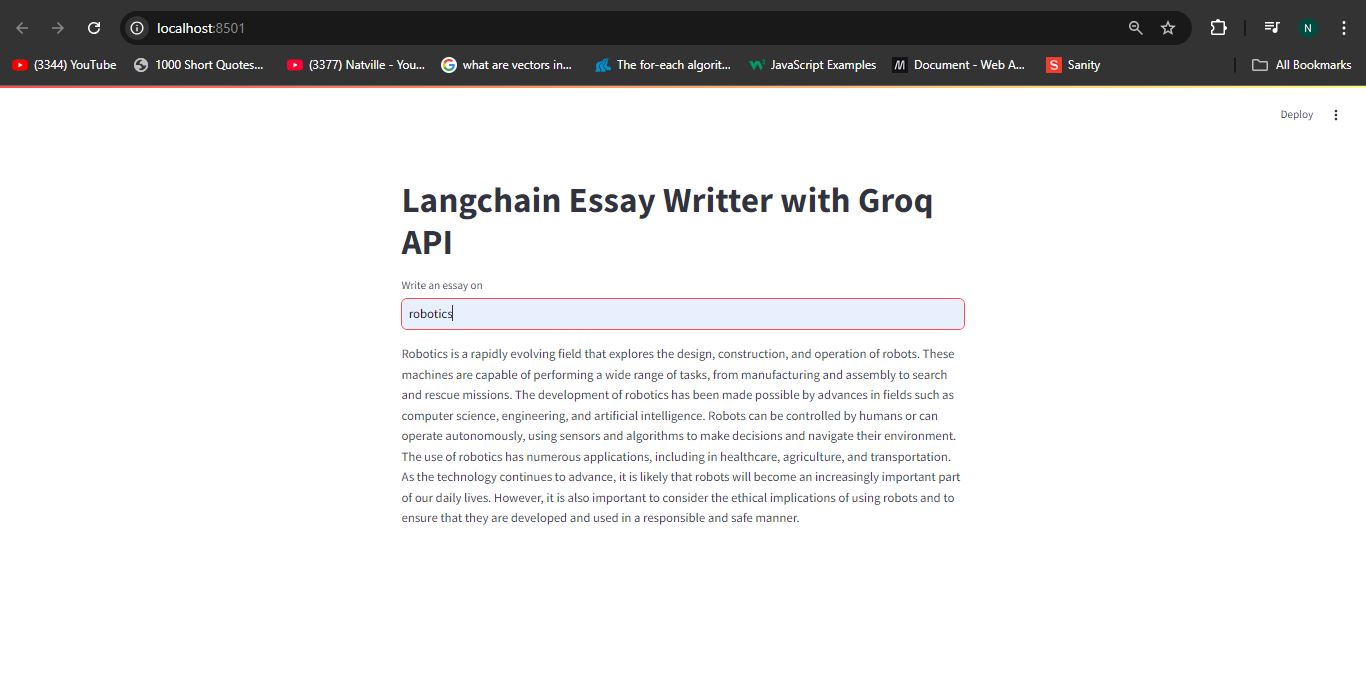 localhost:8501
N
(3344) YouTube
1000 Short Quotes...
(3377) Natville - You...
what are vectors in...
The for-each algorit...
JavaScript Examples
Document - Web A...
S
Sanity
All Bookmarks
Deploy
Langchain Essay Writter with Groq
API
Write an essay on
robotics
Robotics is a rapidly evolving field that explores the design, construction, and operation of robots. These
machines are capable of performing a wide range of tasks, from manufacturing and assembly to search
and rescue missions. The development of robotics has been made possible by advances in fields such as
computer science, engineering, and artificial intelligence. Robots can be controlled by humans or can
operate autonomously, using sensors and algorithms to make decisions and navigate their environment.
The use of robotics has numerous applications, including in healthcare, agriculture, and transportation.
As the technology continues to advance, it is likely that robots will become an increasingly important part
of our daily lives. However, it is also important to consider the ethical implications of using robots and to
ensure that they are developed and used in a responsible and safe manner.